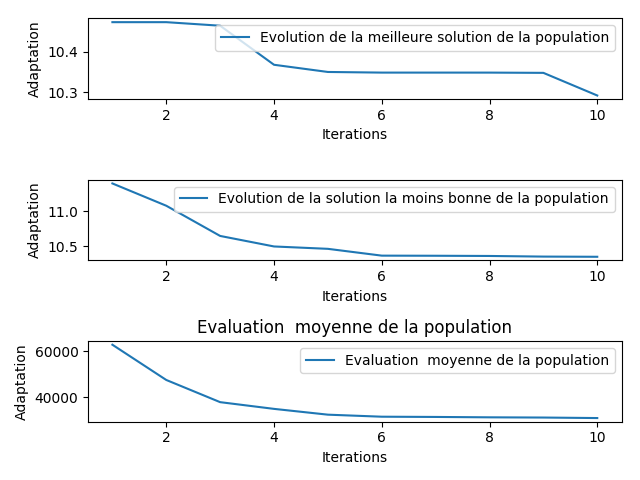 Evolution de la meilleure solution de la population
Adaptation
10.4
10.3
2 4 6 8 10
Iterations
Evolution de la solution la moins bonne de la population
Adaptation
11.0
10.5
2 4 6 8 10
Iterations
Evaluation  moyenne de la population
Evaluation  moyenne de la population
Adaptation
60000
40000
2 4 6 8 10
Iterations